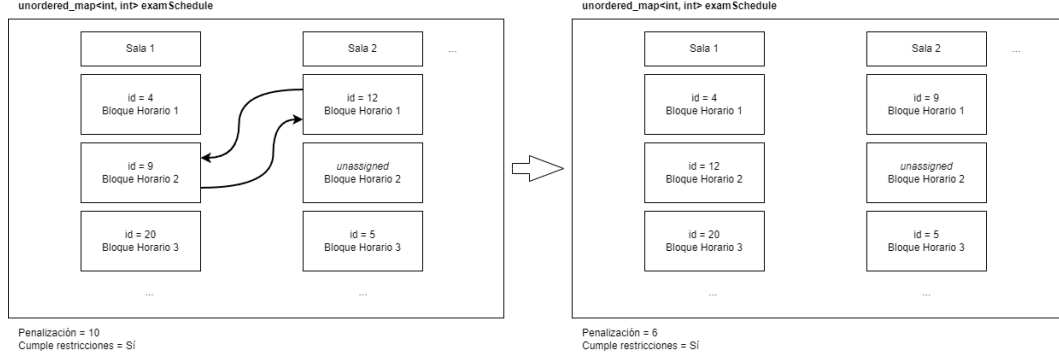 unordered_map<int, int> examSchedule
Sala 1
Sala 2
...
id = 4
Bloque Horario 1
id = 12
Bloque Horario 1
id = 9
Bloque Horario 2
unassigned
Bloque Horario 2
id = 20
Bloque Horario 3
id = 5
Bloque Horario 3
...
...
Penalización = 10
Cumple restricciones = Sí
unordered_map<int, int> examSchedule
Sala 1
Sala 2
...
id = 4
Bloque Horario 1
id = 9
Bloque Horario 1
id = 12
Bloque Horario 2
unassigned
Bloque Horario 2
id = 20
Bloque Horario 3
id = 5
Bloque Horario 3
...
...
Penalización = 6
Cumple restricciones = Sí